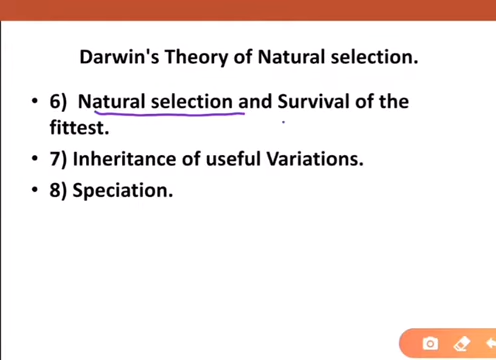 Darwin's Theory of Natural selection.
• 6) Natural selection and Survival of the
fittest.
• 7) Inheritance of useful Variations.
• 8) Speciation.